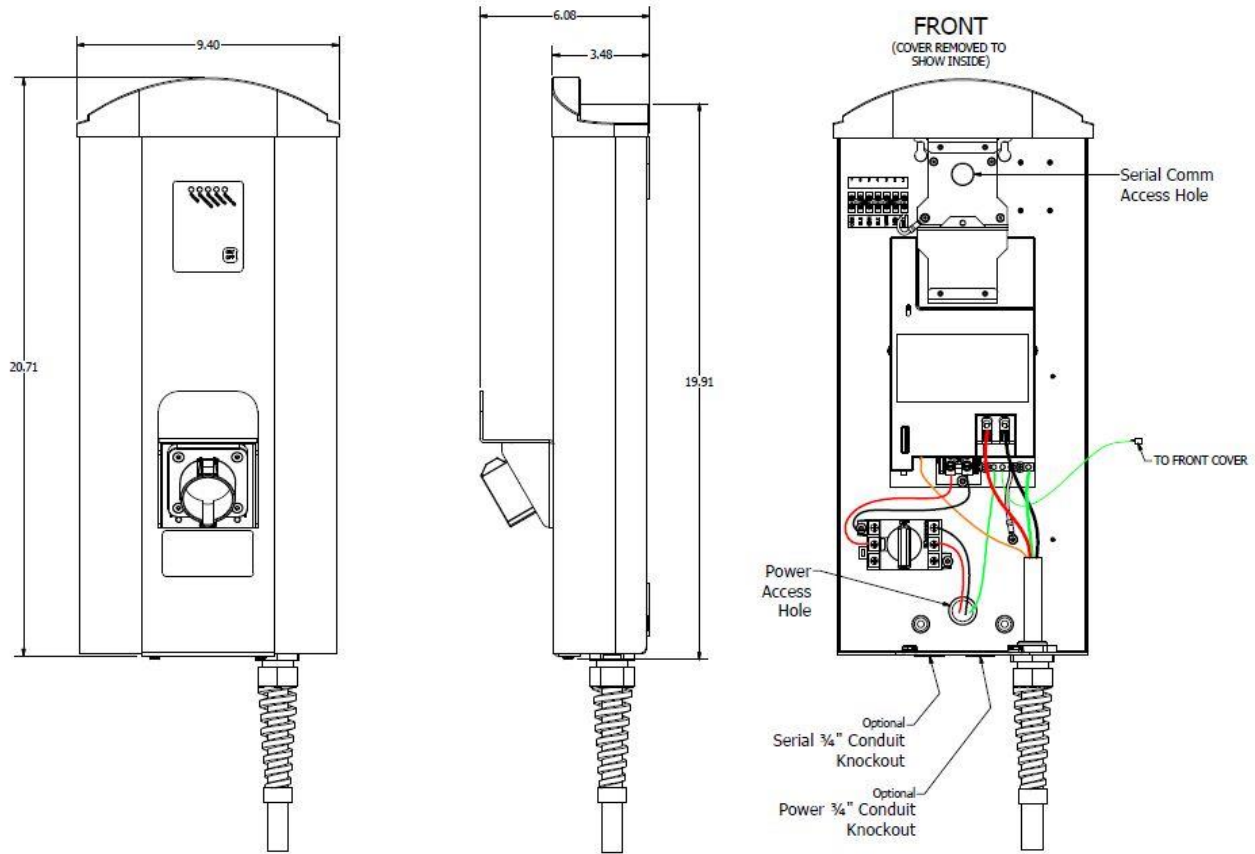 9.40
20.71
6.08
3.48
19.91
FRONT
(COVER REMOVED TO
SHOW INSIDE)
Serial Comm
Access Hole
TO FRONT COVER
Power
Access
Hole
Optional
Serial ¾" Conduit
Knockout
Optional
Power ¾" Conduit
Knockout